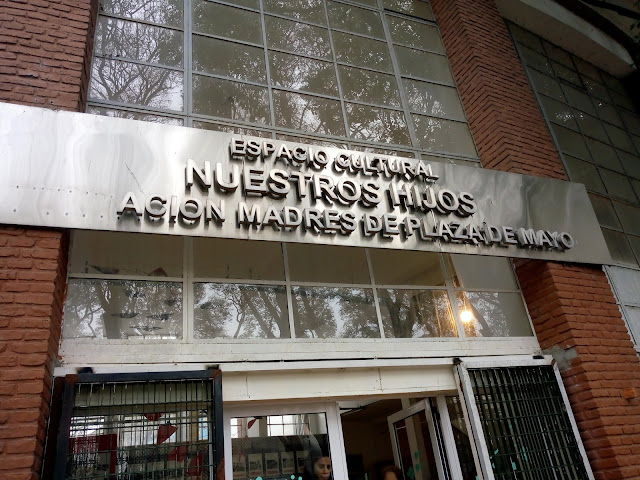 ESPACIO CULTURAL
NUESTROS HIJOS
ACION MADRES DE PLAZA DE MAYO